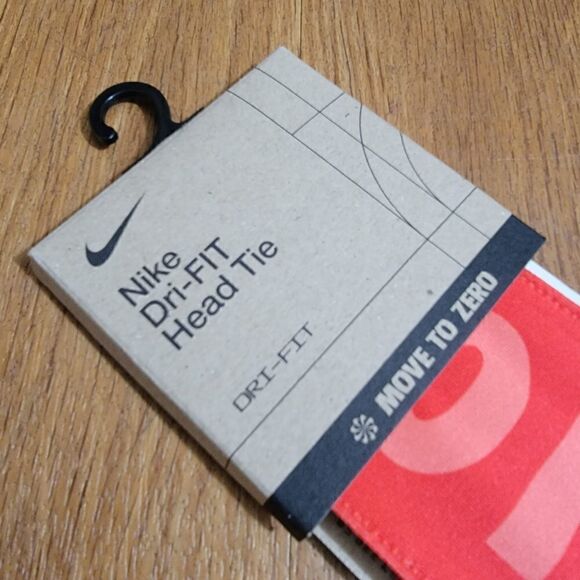 Nike
Dri-FIT
Head Tie
DRI-FIT
MOVE TO ZERO